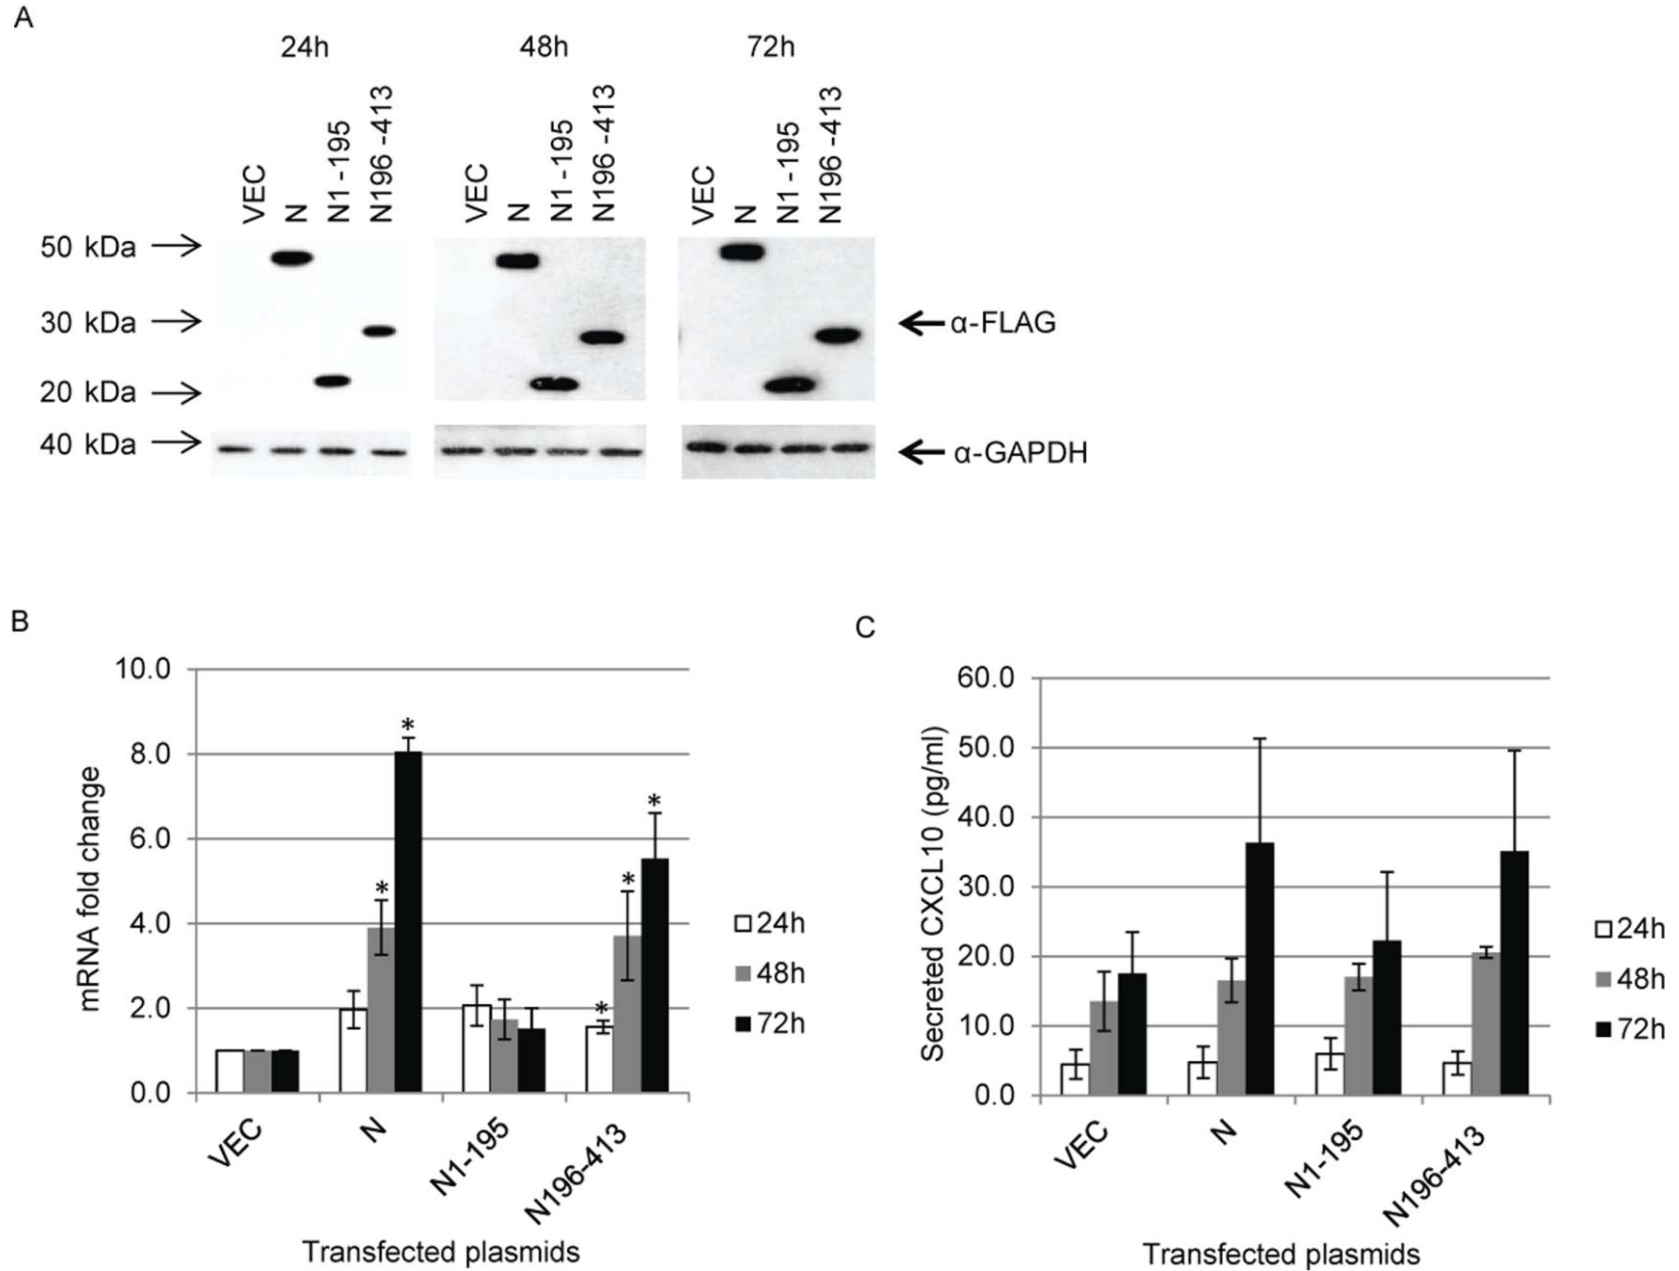 A
24h 48h 72h
VEC N N1-195 N196-413 VEC N N1-195 N196-413 VEC N N1-195 N196-413
50 kDa
30 kDa
α-FLAG
20 kDa
40 kDa
α-GAPDH
B
mRNA fold change
10.0
8.0
6.0
4.0
2.0
0.0
*
*
*
*
*
24h
48h
72h
VEC N N1-195 N196-413
Transfected plasmids
C
Secreted CXCL10 (pg/ml)
60.0
50.0
40.0
30.0
20.0
10.0
0.0
24h
48h
72h
VEC N N1-195 N196-413
Transfected plasmids